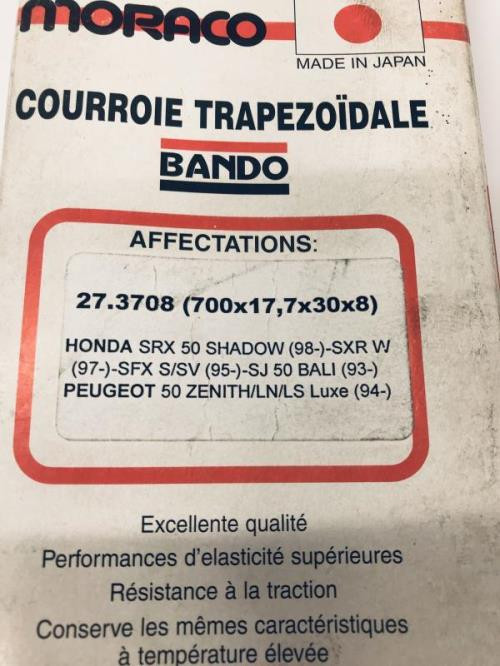 MORACO
MADE IN JAPAN
COURROIE TRAPEZOÏDALE
BANDO
AFFECTATIONS:
27.3708 (700x17,7x30x8)
HONDA SRX 50 SHADOW (98-)-SXR W
(97-)-SFX S/SV (95-)-SJ 50 BALI (93-)
PEUGEOT 50 ZENITH/LN/LS Luxe (94-)
Excellente qualité
Performances d'elasticité supérieures
Résistance à la traction
Conserve les mêmes caractéristiques
à température élevée